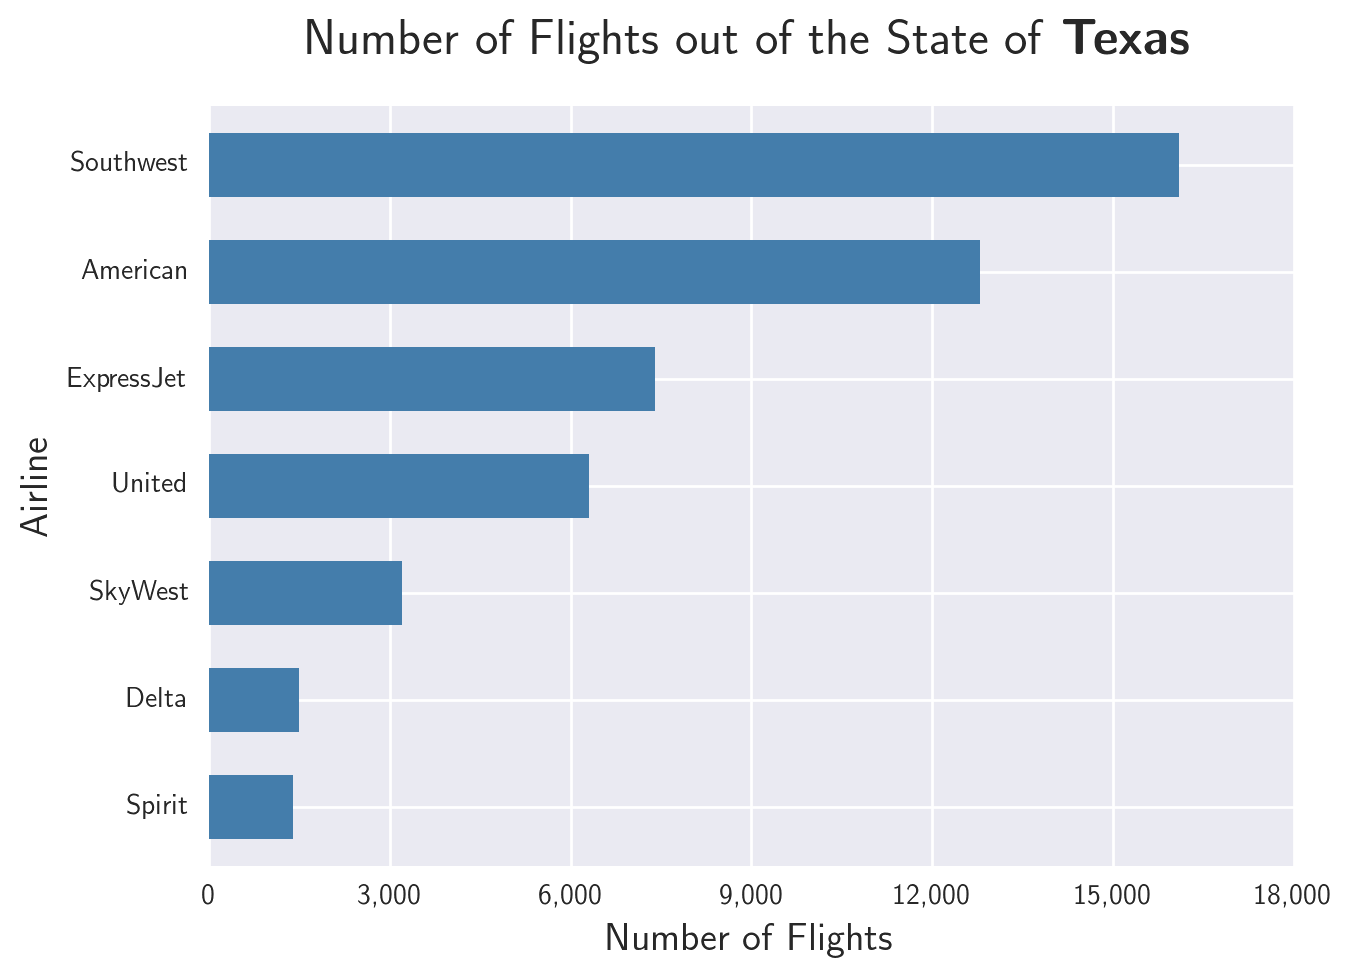 Number of Flights out of the State of Texas
Southwest
American
ExpressJet
United
SkyWest
Delta
Spirit
Airline
0 3,000 6,000 9,000 12,000 15,000 18,000
Number of Flights